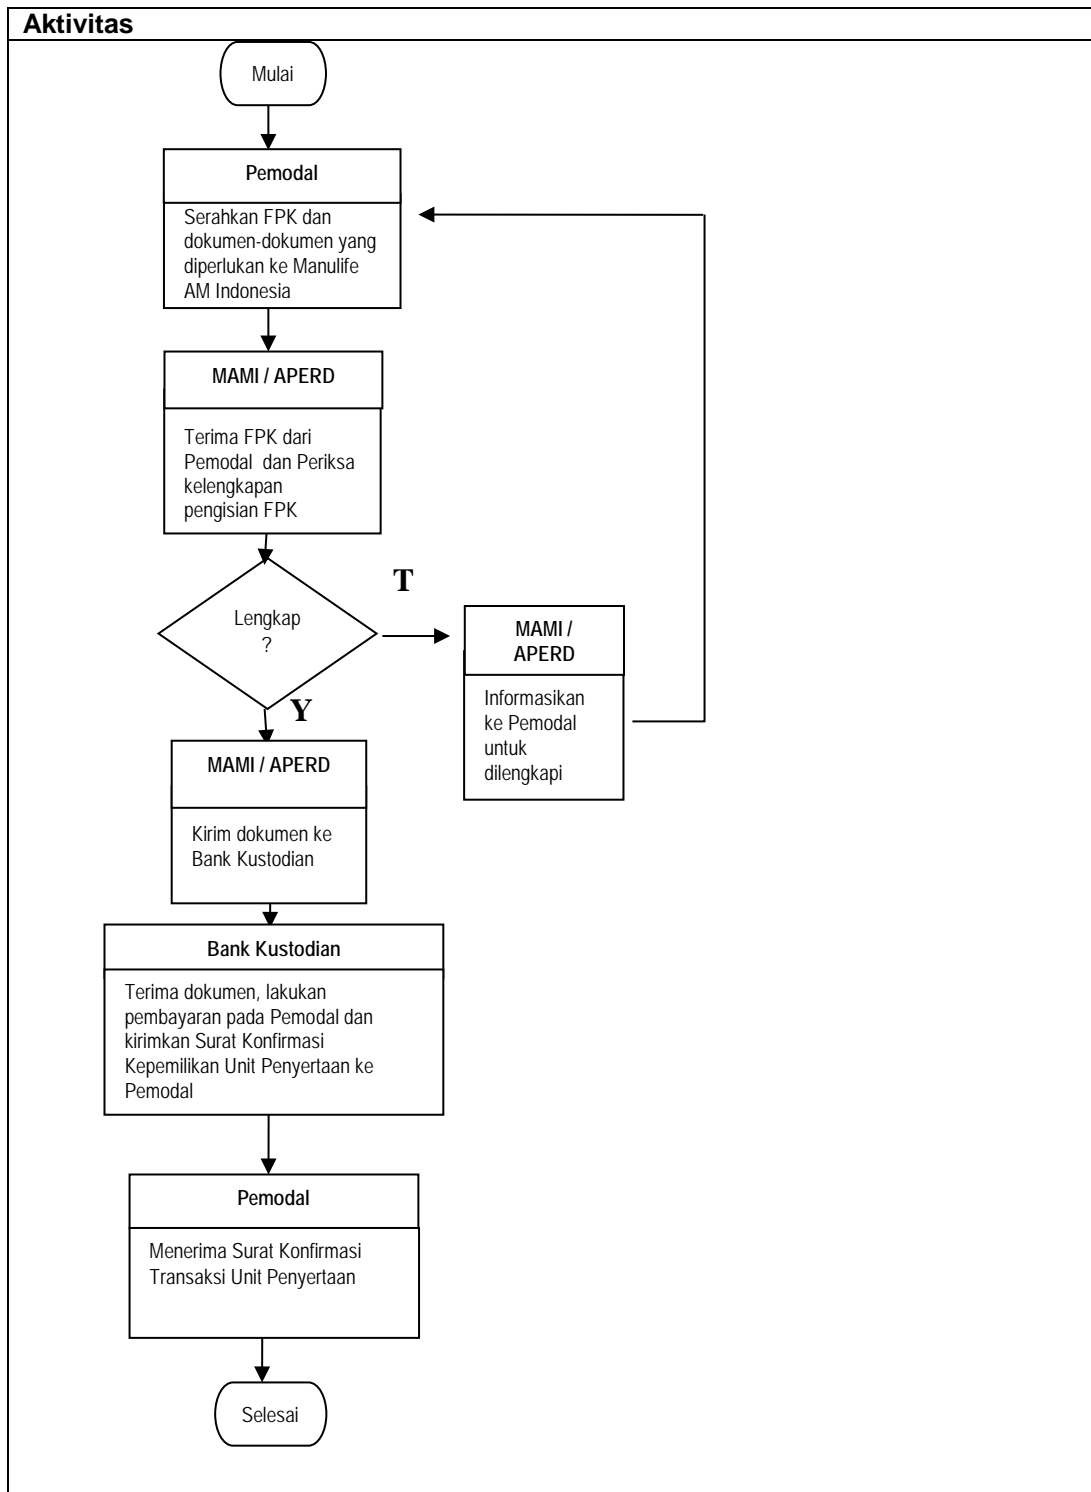 Aktivitas
Mulai
Pemodal
Serahkan FPK dan
dokumen-dokumen yang
diperlukan ke Manulife
AM Indonesia
MAMI / APERD
Terima FPK dari
Pemodal dan Periksa
kelengkapan
pengisian FPK
Lengkap
?
T
MAMI /
APERD
Informasikan
ke Pemodal
untuk
dilengkapi
Y
MAMI / APERD
Kirim dokumen ke
Bank Kustodian
Bank Kustodian
Terima dokumen, lakukan
pembayaran pada Pemodal dan
kirimkan Surat Konfirmasi
Kepemilikan Unit Penyertaan ke
Pemodal
Pemodal
Menerima Surat Konfirmasi
Transaksi Unit Penyertaan
Selesai